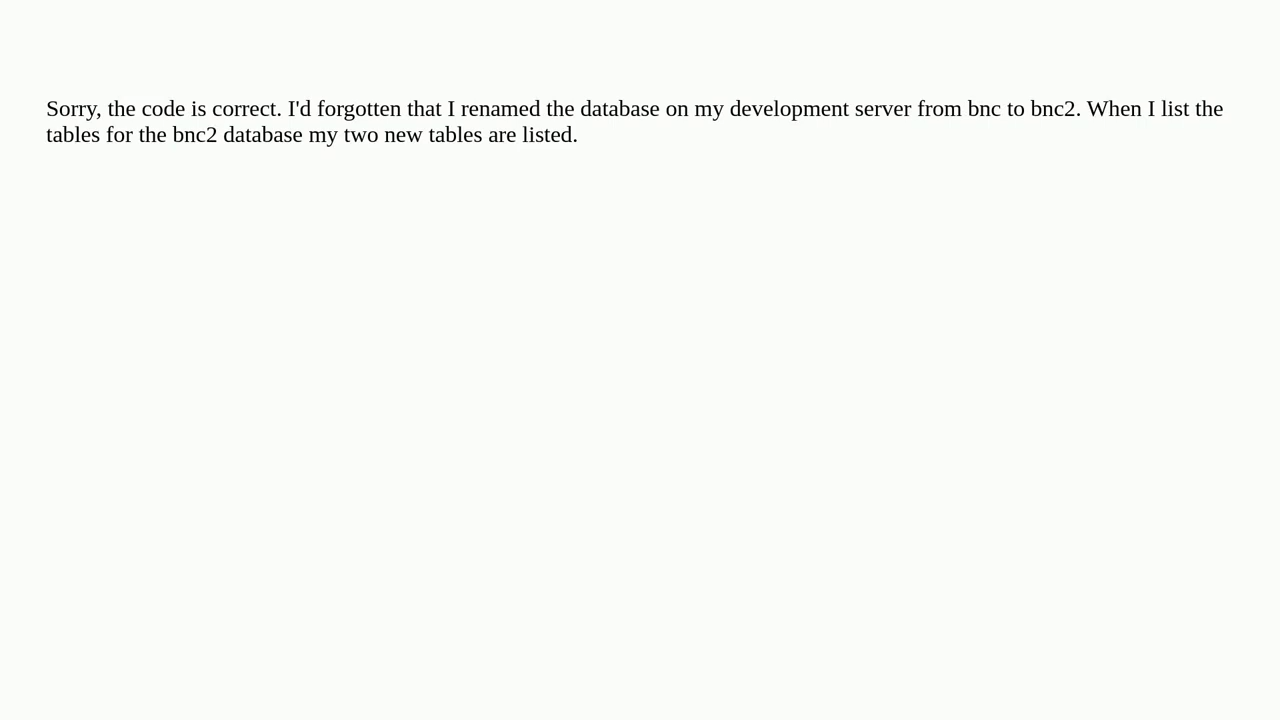 Sorry, the code is correct. I'd forgotten that I renamed the database on my development server from bnc to bnc2. When I list the
tables for the bnc2 database my two new tables are listed.